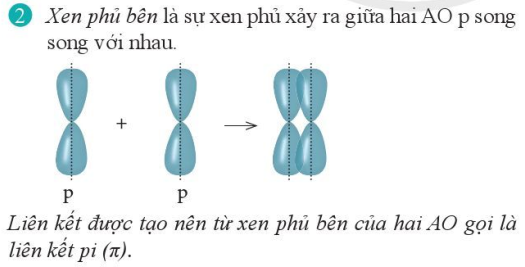 2 Xen phủ bên là sự xen phủ xảy ra giữa hai AO p song
song với nhau.
+
p p
Liên kết được tạo nên từ xen phủ bên của hai AO gọi là
liên kết pi (π).